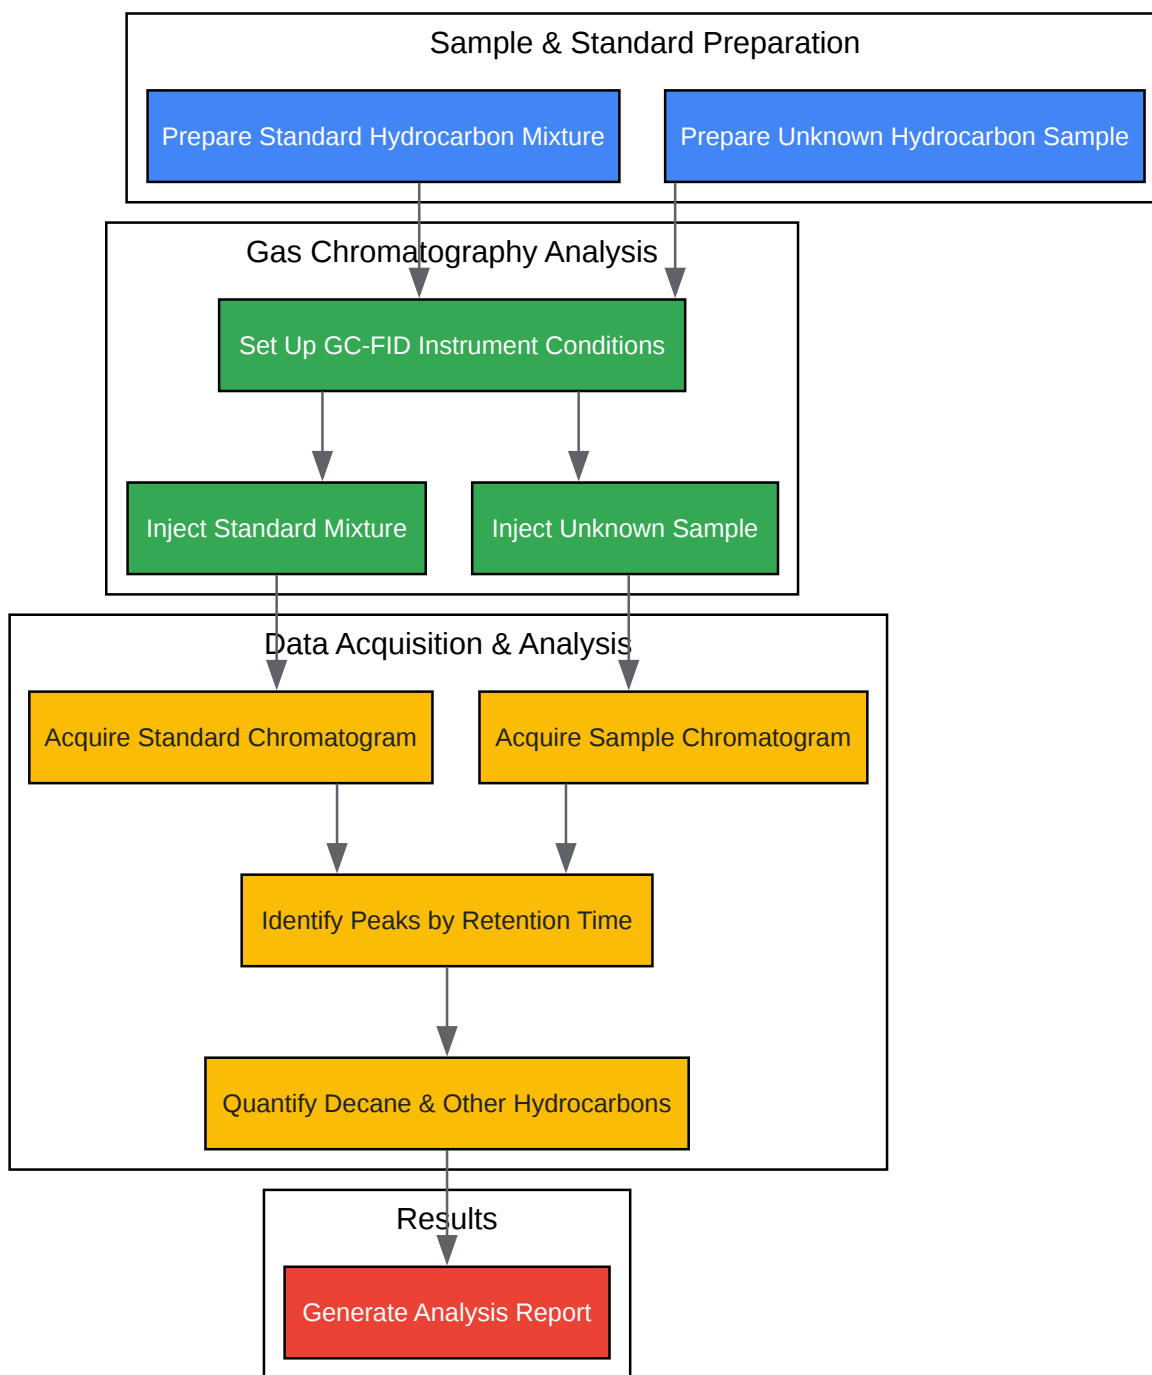 Sample & Standard Preparation
Prepare Standard Hydrocarbon Mixture
Prepare Unknown Hydrocarbon Sample
Gas Chromatography Analysis
Set Up GC-FID Instrument Conditions
Inject Standard Mixture
Inject Unknown Sample
Data Acquisition & Analysis
Acquire Standard Chromatogram
Acquire Sample Chromatogram
Identify Peaks by Retention Time
Quantify Decane & Other Hydrocarbons
Results
Generate Analysis Report